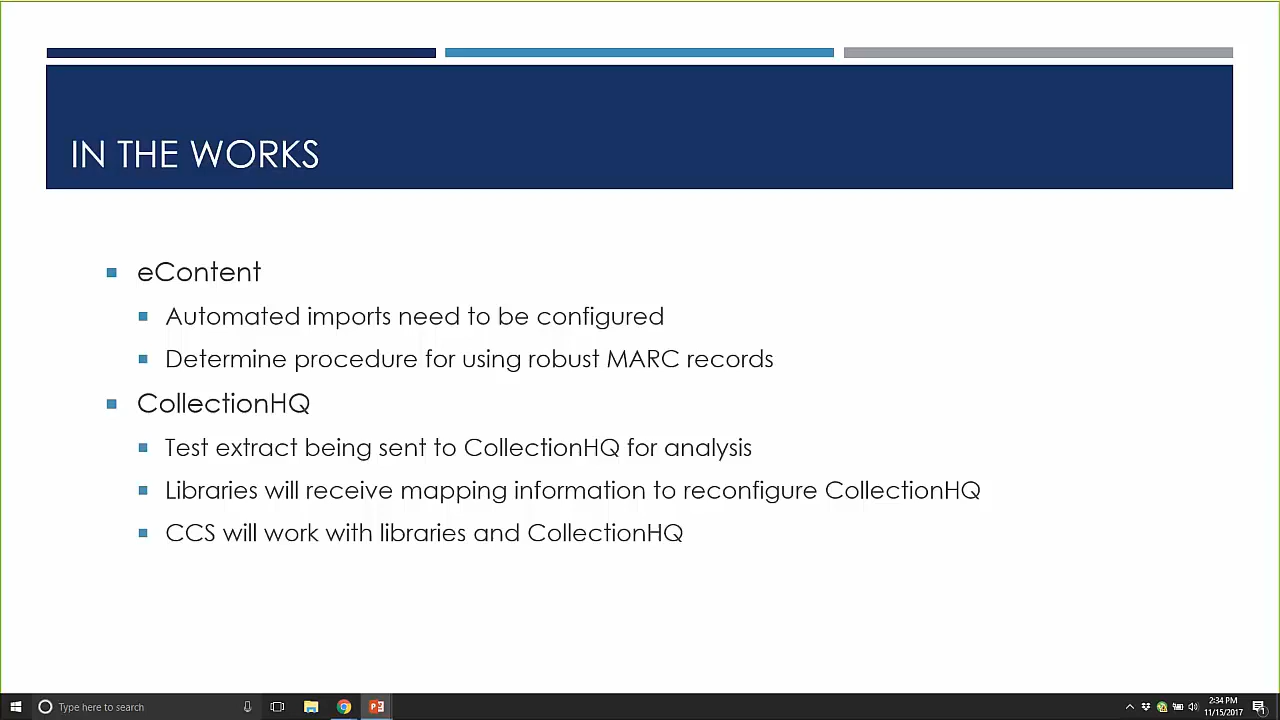 IN THE WORKS
eContent
Automated imports need to be configured
Determine procedure for using robust MARC records
CollectionHQ
Test extract being sent to CollectionHQ for analysis
Libraries will receive mapping information to reconfigure CollectionHQ
CCS will work with libraries and CollectionHQ
Type here to search
2:34 PM
11/15/2017